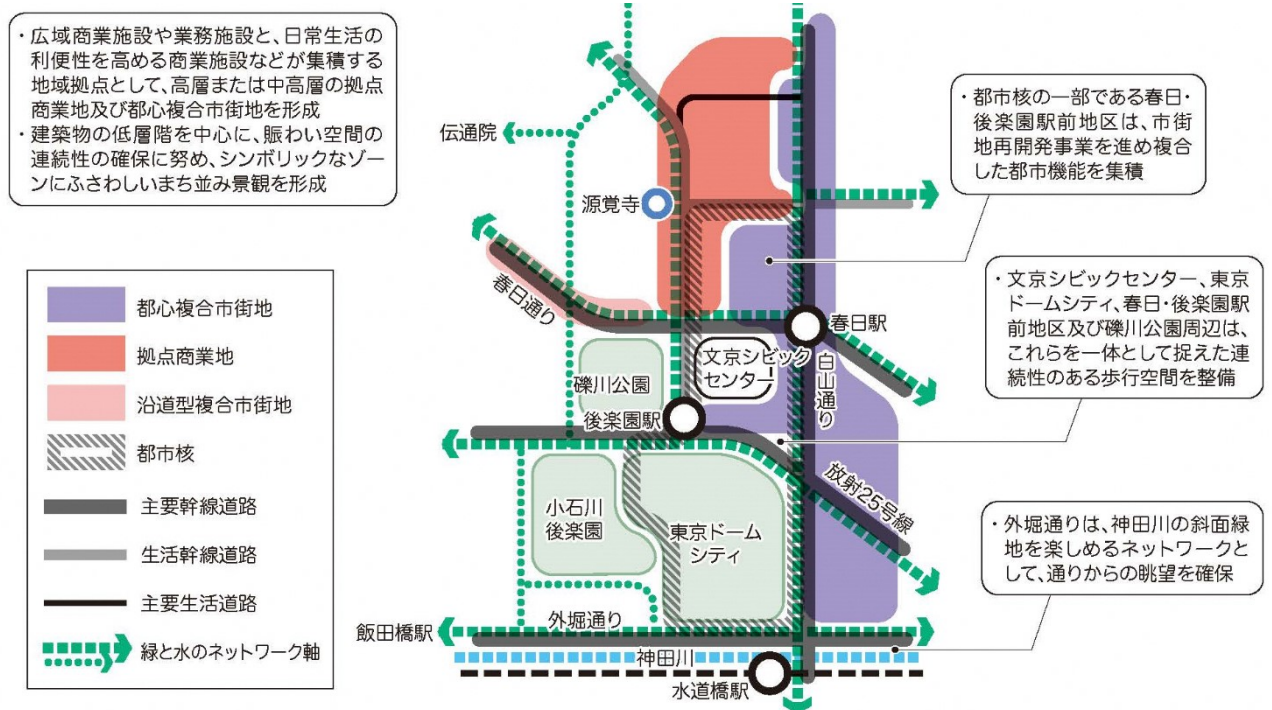 ・広域商業施設や業務施設と、日常生活の
利便性を高める商業施設などが集積する
地域拠点として、高層または中高層の拠点
商業地及び都心複合市街地を形成
・建築物の低層階を中心に、賑わい空間の
連続性の確保に努め、シンボリックなゾー
ンにふさわしいまち並み景観を形成
都心複合市街地
拠点商業地
沿道型複合市街地
都市核
主要幹線道路
生活幹線道路
主要生活道路
緑と水のネットワーク軸
伝通院
源覚寺
春日通り
春日駅
文京シビック
センター
白山通り
礫川公園
後楽園駅
放射25号線
小石川
後楽園
東京ドーム
シティ
外堀通り
飯田橋駅
神田川
水道橋駅
・都市核の一部である春日・
後楽園駅前地区は、市街
地再開発事業を進め複合
した都市機能を集積
・文京シビックセンター、東京
ドームシティ、春日・後楽園駅
前地区及び礫川公園周辺は、
これらを一体として捉えた連
続性のある歩行空間を整備
・外堀通りは、神田川の斜面緑
地を楽しめるネットワークと
して、通りからの眺望を確保